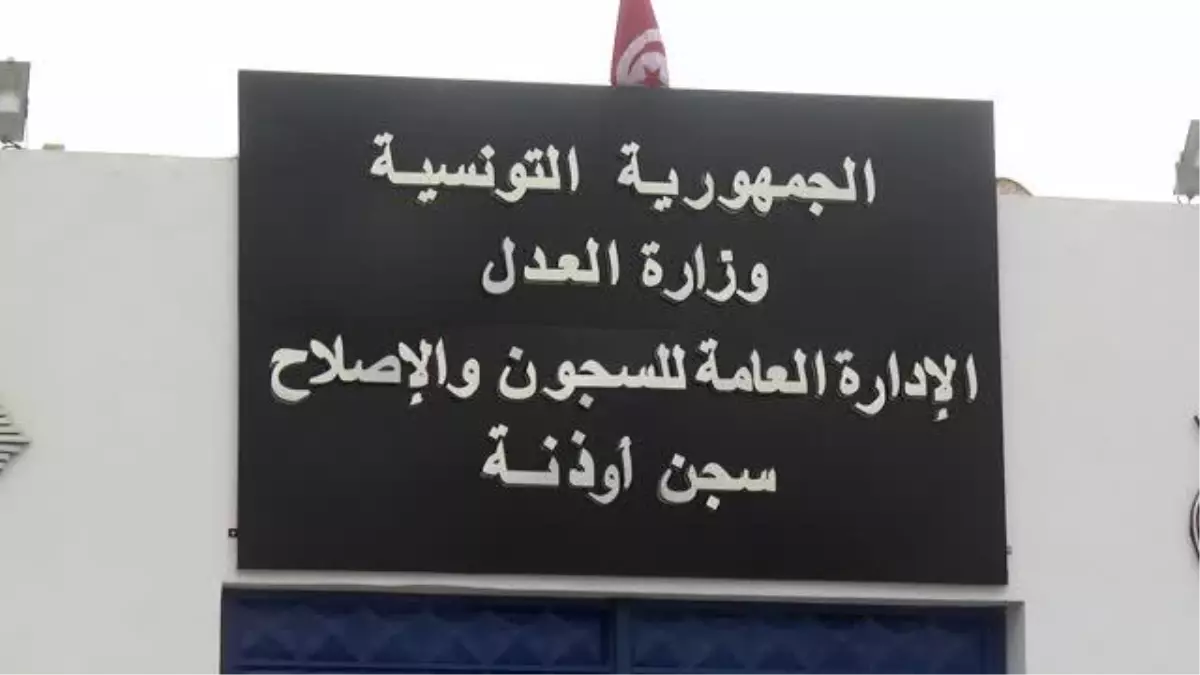 الجمهورية التونسية
وزارة العدل
الإدارة العامة للسجون والإصلاح
سجن أوذنة